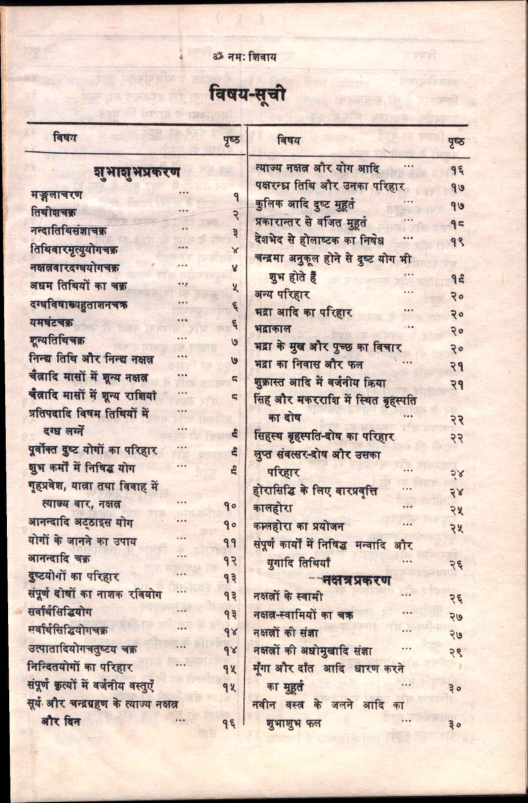 ॐ नमः शिवाय
विषय-सूची
विषय पृष्ठ
शुभाशुभप्रकरण
मङ्गलाचरण ··· १
तिथीशचक्र ··· २
नन्दातिथिसंज्ञाचक्र ··· ३
तिथिवारमृत्युयोगचक्र ··· ४
नक्षत्रवारदग्धयोगचक्र ··· ४
अधम तिथियों का चक्र ··· ५
दग्धविषाख्यहुताशनचक्र ··· ६
यमघंटचक्र ··· ६
शून्यतिथिचक्र ··· ७
निन्द्य तिथि और निन्द्य नक्षत्र ··· ७
चैत्रादि मासों में शून्य नक्षत्र ··· ८
चैत्रादि मासों में शून्य राशियाँ ··· ८
प्रतिपदादि विषम तिथियों में
दग्ध लग्नें ··· ९
पूर्वोक्त दुष्ट योगों का परिहार ··· ९
शुभ कर्मों में निषिद्ध योग ··· ९
गृहप्रवेश, यात्रा तथा विवाह में
त्याज्य वार, नक्षत्र ··· १०
आनन्दादि अट्ठाइस योग ··· १०
योगों के जानने का उपाय ··· ११
आनन्दादि चक्र ··· १२
दुष्टयोगों का परिहार ··· १३
संपूर्ण दोषों का नाशक रवियोग ··· १३
सर्वार्थसिद्धियोग ··· १३
सर्वार्थसिद्धियोगचक्र ··· १४
उत्पातादियोगचतुष्टय चक्र ··· १४
निन्दितयोगों का परिहार ··· १५
संपूर्ण कृत्यों में वर्जनीय वस्तुएँ ··· १५
सूर्य और चन्द्रग्रहण के त्याज्य नक्षत्र
और दिन ··· १६
विषय पृष्ठ
त्याज्य नक्षत्र और योग आदि ··· १६
पक्षरन्ध्र तिथि और उनका परिहार १७
कुलिक आदि दुष्ट मुहूर्त ··· १७
प्रकारान्तर से वर्जित मुहूर्त ··· १८
देशभेद से होलाष्टक का निषेध ··· १९
चन्द्रमा अनुकूल होने से दुष्ट योग भी
शुभ होते हैं ··· १९
अन्य परिहार ··· २०
भद्रा आदि का परिहार ··· २०
भद्राकाल ··· २०
भद्रा के मुख और पुच्छ का विचार २०
भद्रा का निवास और फल ··· २१
शुक्रास्त आदि में वर्जनीय क्रिया २१
सिंह और मकरराशि में स्थित बृहस्पति
का दोष ··· २२
सिंहस्थ बृहस्पति-दोष का परिहार २२
लुप्त संवत्सर-दोष और उसका
परिहार ··· २४
होरासिद्धि के लिए वारप्रवृत्ति २४
कालहोरा ··· २५
कालहोरा का प्रयोजन ··· २५
संपूर्ण कार्यों में निषिद्ध मन्वादि और
युगादि तिथियाँ ··· २६
नक्षत्रप्रकरण
नक्षत्रों के स्वामी ··· २६
नक्षत्र-स्वामियों का चक्र ··· २७
नक्षत्रों की संज्ञा ··· २७
नक्षत्रों की अधोमुखादि संज्ञा ··· २९
मूँगा और दाँत आदि धारण करने
का मुहूर्त ··· ३०
नवीन वस्त्र के जलने आदि का
शुभाशुभ फल ··· ३०